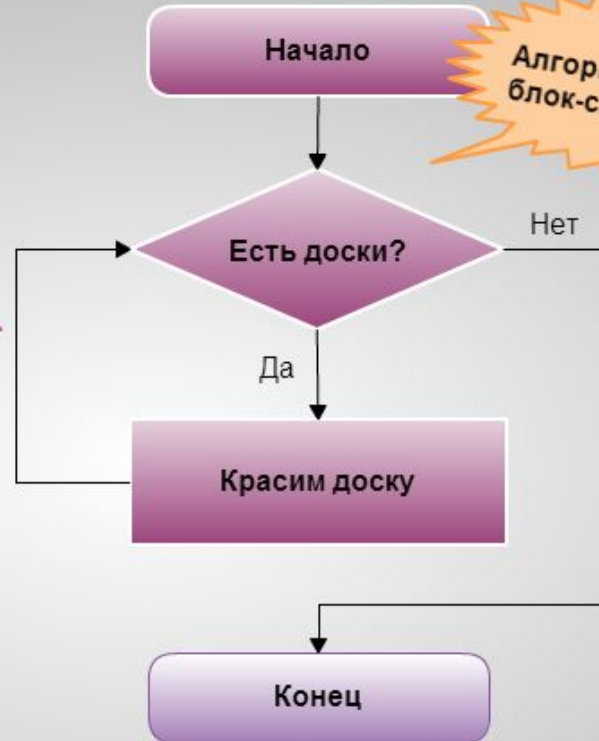 Начало
Есть доски?
Нет
Да
Красим доску
Конец